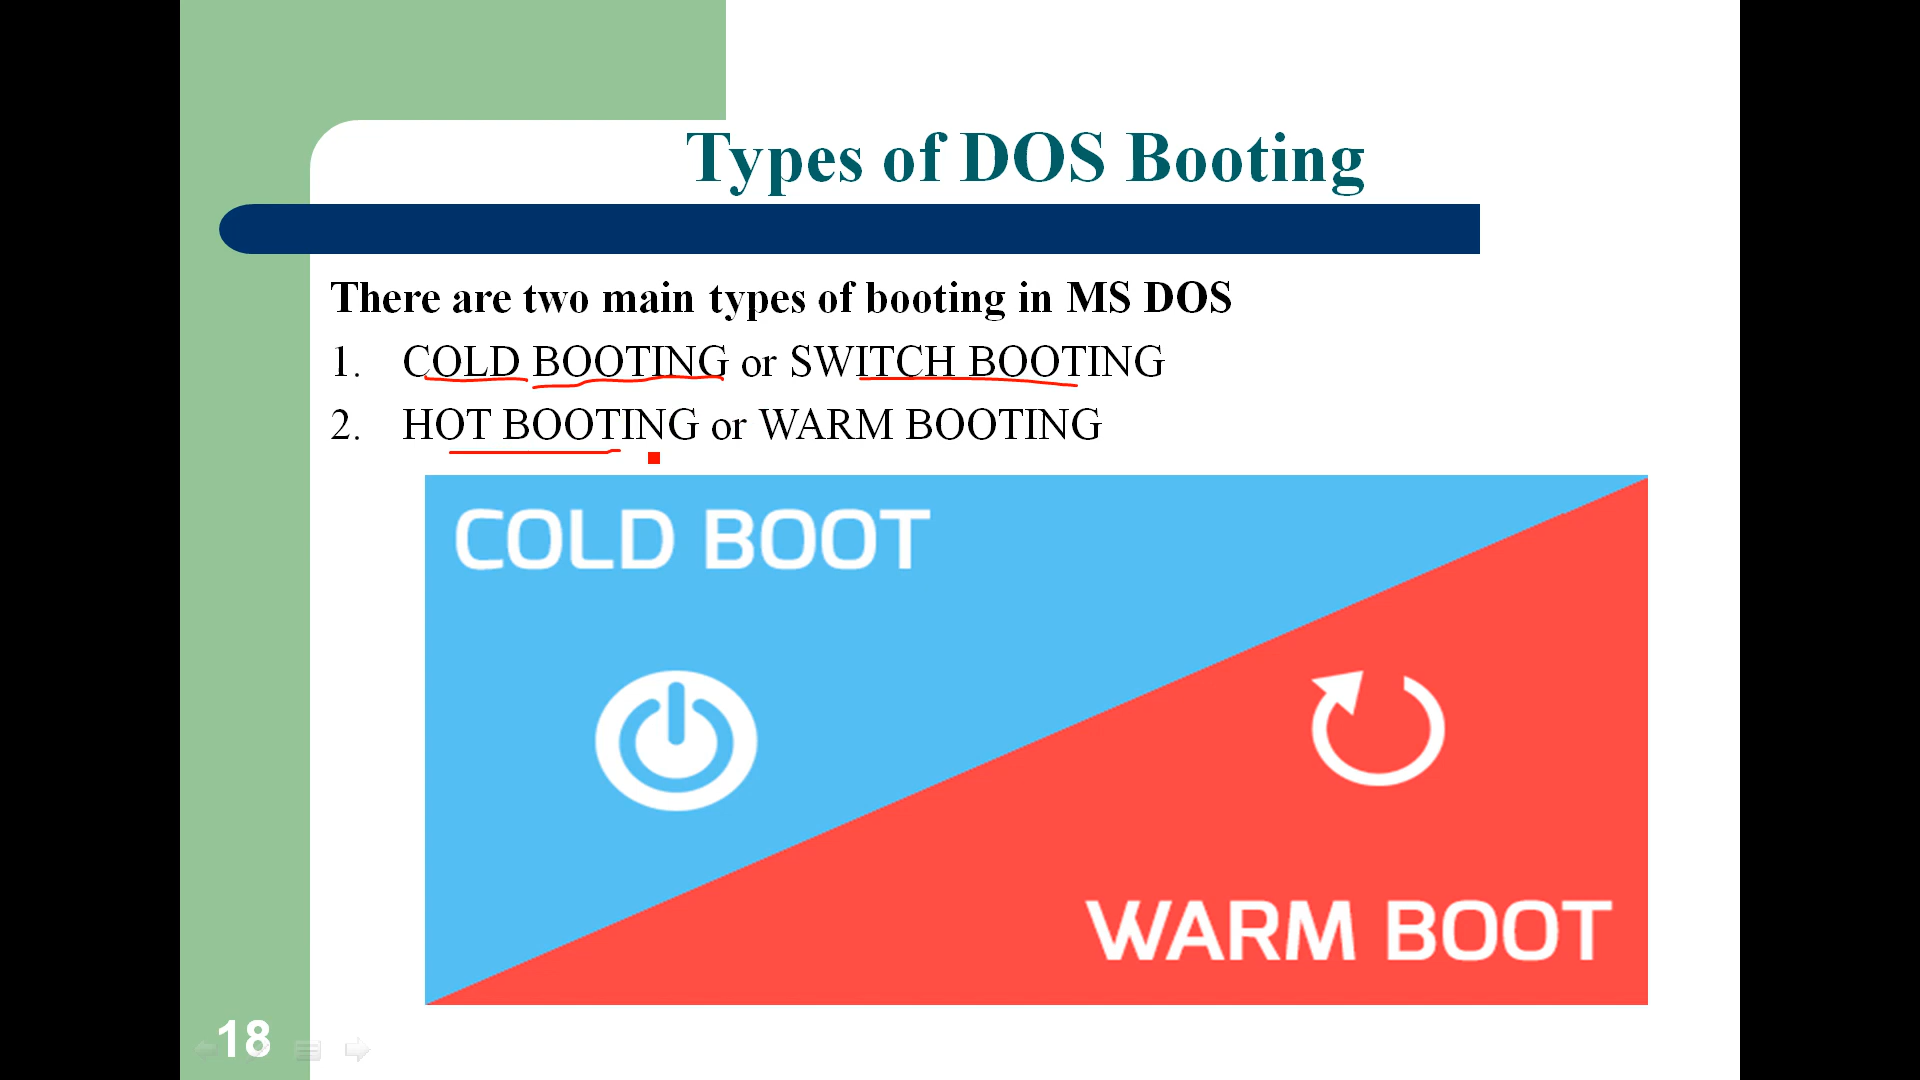 Types of DOS Booting
There are two main types of booting in MS DOS
1. COLD BOOTING or SWITCH BOOTING
2. HOT BOOTING or WARM BOOTING
COLD BOOT
WARM BOOT
18